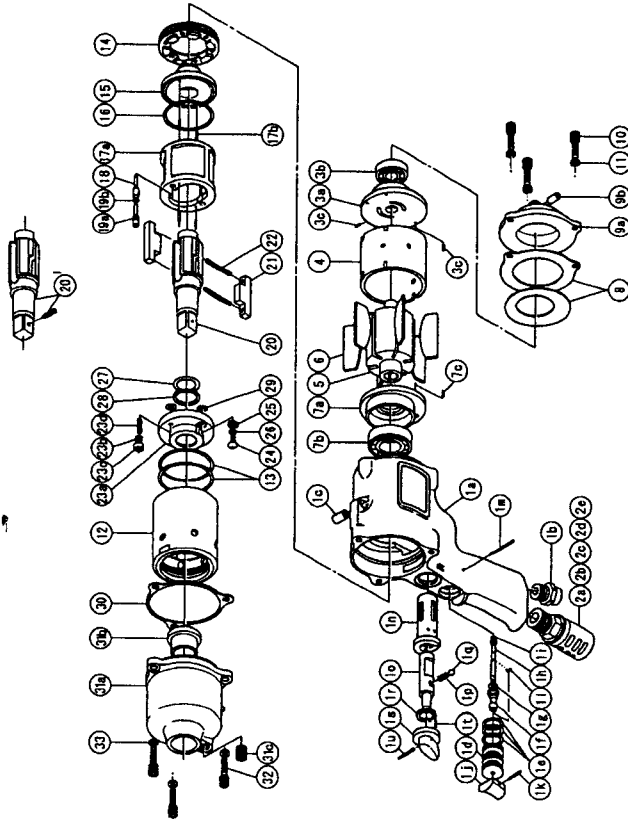 14
15
16
17b
17a
18
19b
19a
22
21
20
20
27
28
23d
23b
23c
23a
29
25
26
24
13
12
30
31b
31a
33
31c
32
3b
3a
3c
4
3c
10
11
9b
9a
8
6
5
7a
7c
7b
1c
1a
1m
2e
2d
2c
2b
2a
1b
1n
1o
1q
1p
1r
1s
1u
1t
1i
1h
1l
1g
1f
1e
1d
1j
1k